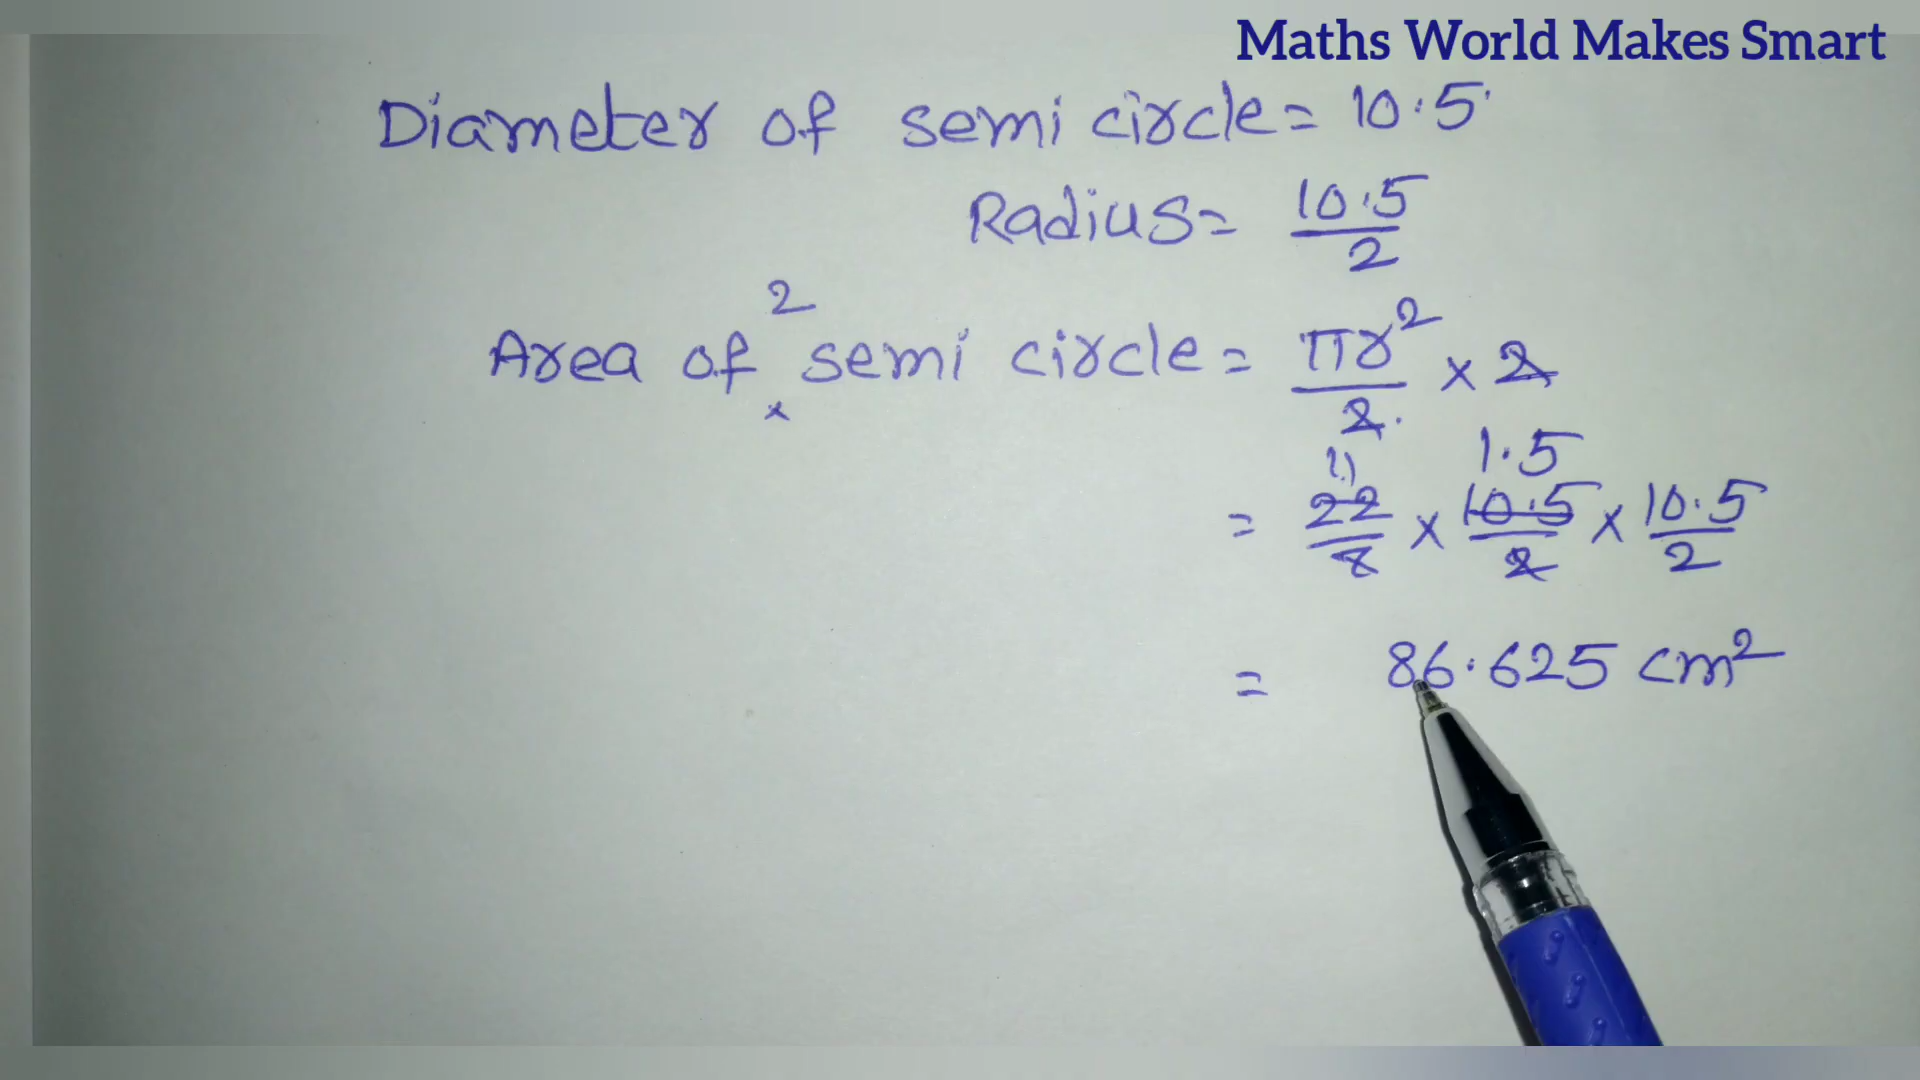 Maths World Makes Smart
Diameter of semi circle = 10.5
Radius = 10.5/2
Area of 2 semi circle = πr²/2 × 2
x
11 1.5
= 22/7 × 10.5/2 × 10.5/2
= 86.625 cm²